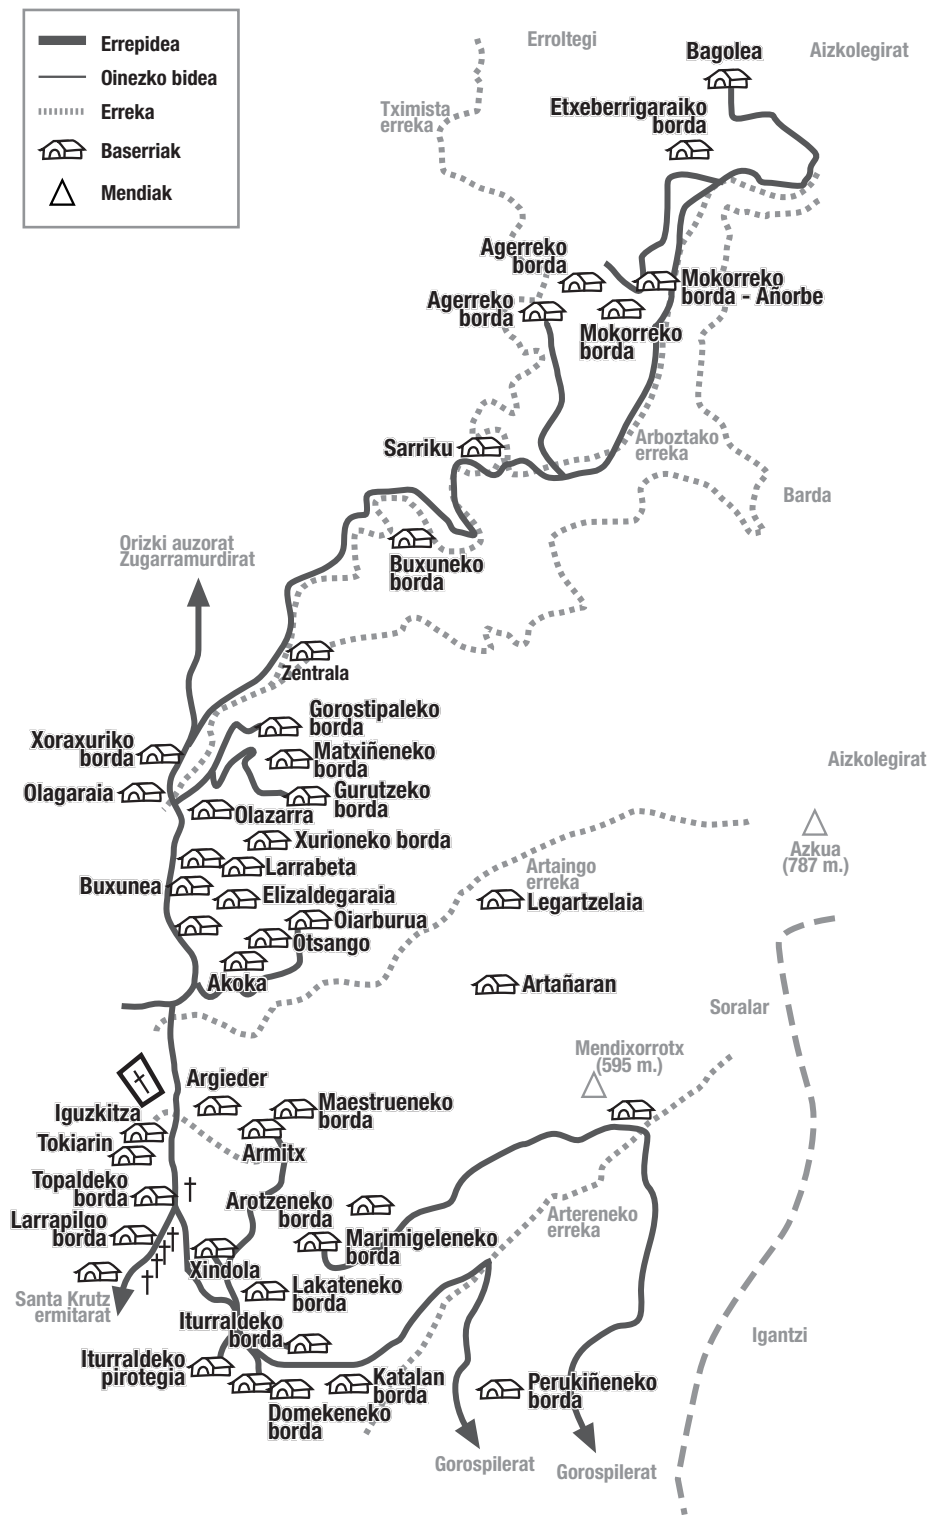 Errepidea
Oinezko bidea
Erreka
Baserriak
Mendiak
Erroltegi
Bagolea
Aizkolegirat
Tximista
erreka
Etxeberrigaraiko
borda
Agerreko
borda
Mokorreko
borda - Añorbe
Agerreko
borda
Mokorreko
borda
Sarriku
Arboztako
erreka
Barda
Orizki auzorat
Zugarramurdirat
Buxuneko
borda
Zentrala
Gorostipaleko
borda
Xoraxuriko
borda
Matxiñeneko
borda
Aizkolegirat
Olagaraia
Gurutzeko
borda
Olazarra
Xurioneko borda
Azkua
(787 m.)
Larrabeta
Artaingo
erreka
Buxunea
Elizaldegaraia
Legartzelaia
Oiarburua
Otsango
Akoka
Artañaran
Soralar
Mendixorrotx
(595 m.)
Argieder
Iguzkitza
Maestrueneko
borda
Tokiarin
Armitx
Topaldeko
borda
Arotzeneko
borda
Larrapilgo
borda
Artereneko
erreka
Marimigeleneko
borda
Xindola
Santa Krutz
ermitarat
Lakateneko
borda
Iturraldeko
borda
Igantzi
Iturraldeko
pirotegia
Katalan
borda
Perukiñeneko
borda
Domekeneko
borda
Gorospilerat
Gorospilerat